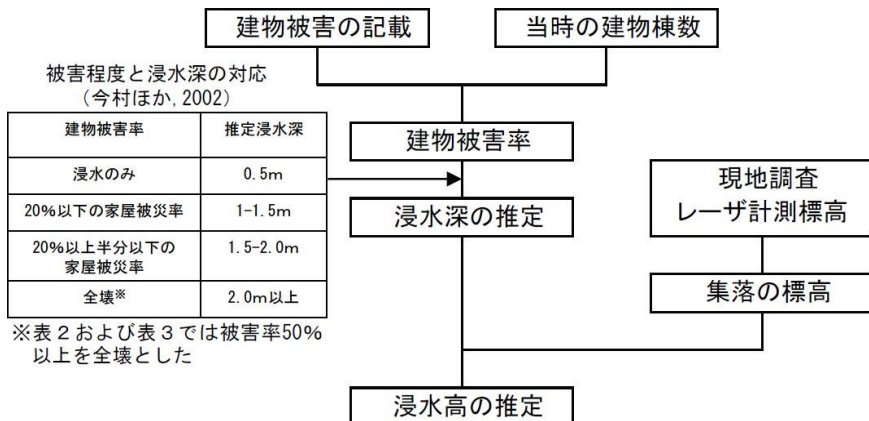 建物被害の記載
当時の建物棟数
被害程度と浸水深の対応
（今村ほか, 2002）
建物被害率 推定浸水深
浸水のみ 0.5m
20%以下の家屋被災率 1-1.5m
20%以上半分以下の
家屋被災率 1.5-2.0m
全壊※ 2.0m以上
※表２および表３では被害率50%
以上を全壊とした
建物被害率
浸水深の推定
現地調査
レーザ計測標高
集落の標高
浸水高の推定